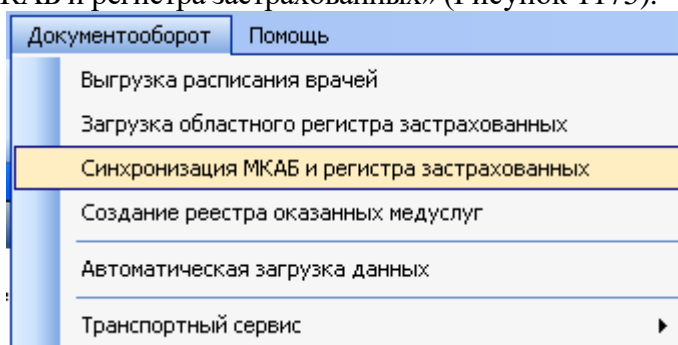 КАБ и регистра застрахованных» (Рисунок 1173).
Документооборот Помощь
Выгрузка расписания врачей
Загрузка областного регистра застрахованных
Синхронизация МКАБ и регистра застрахованных
Создание реестра оказанных медуслуг
Автоматическая загрузка данных
Транспортный сервис